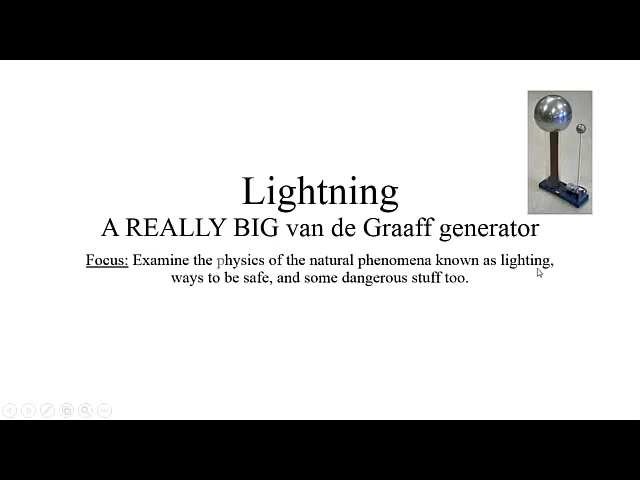 Lightning
A REALLY BIG van de Graaff generator
Focus: Examine the physics of the natural phenomena known as lighting,
ways to be safe, and some dangerous stuff too.